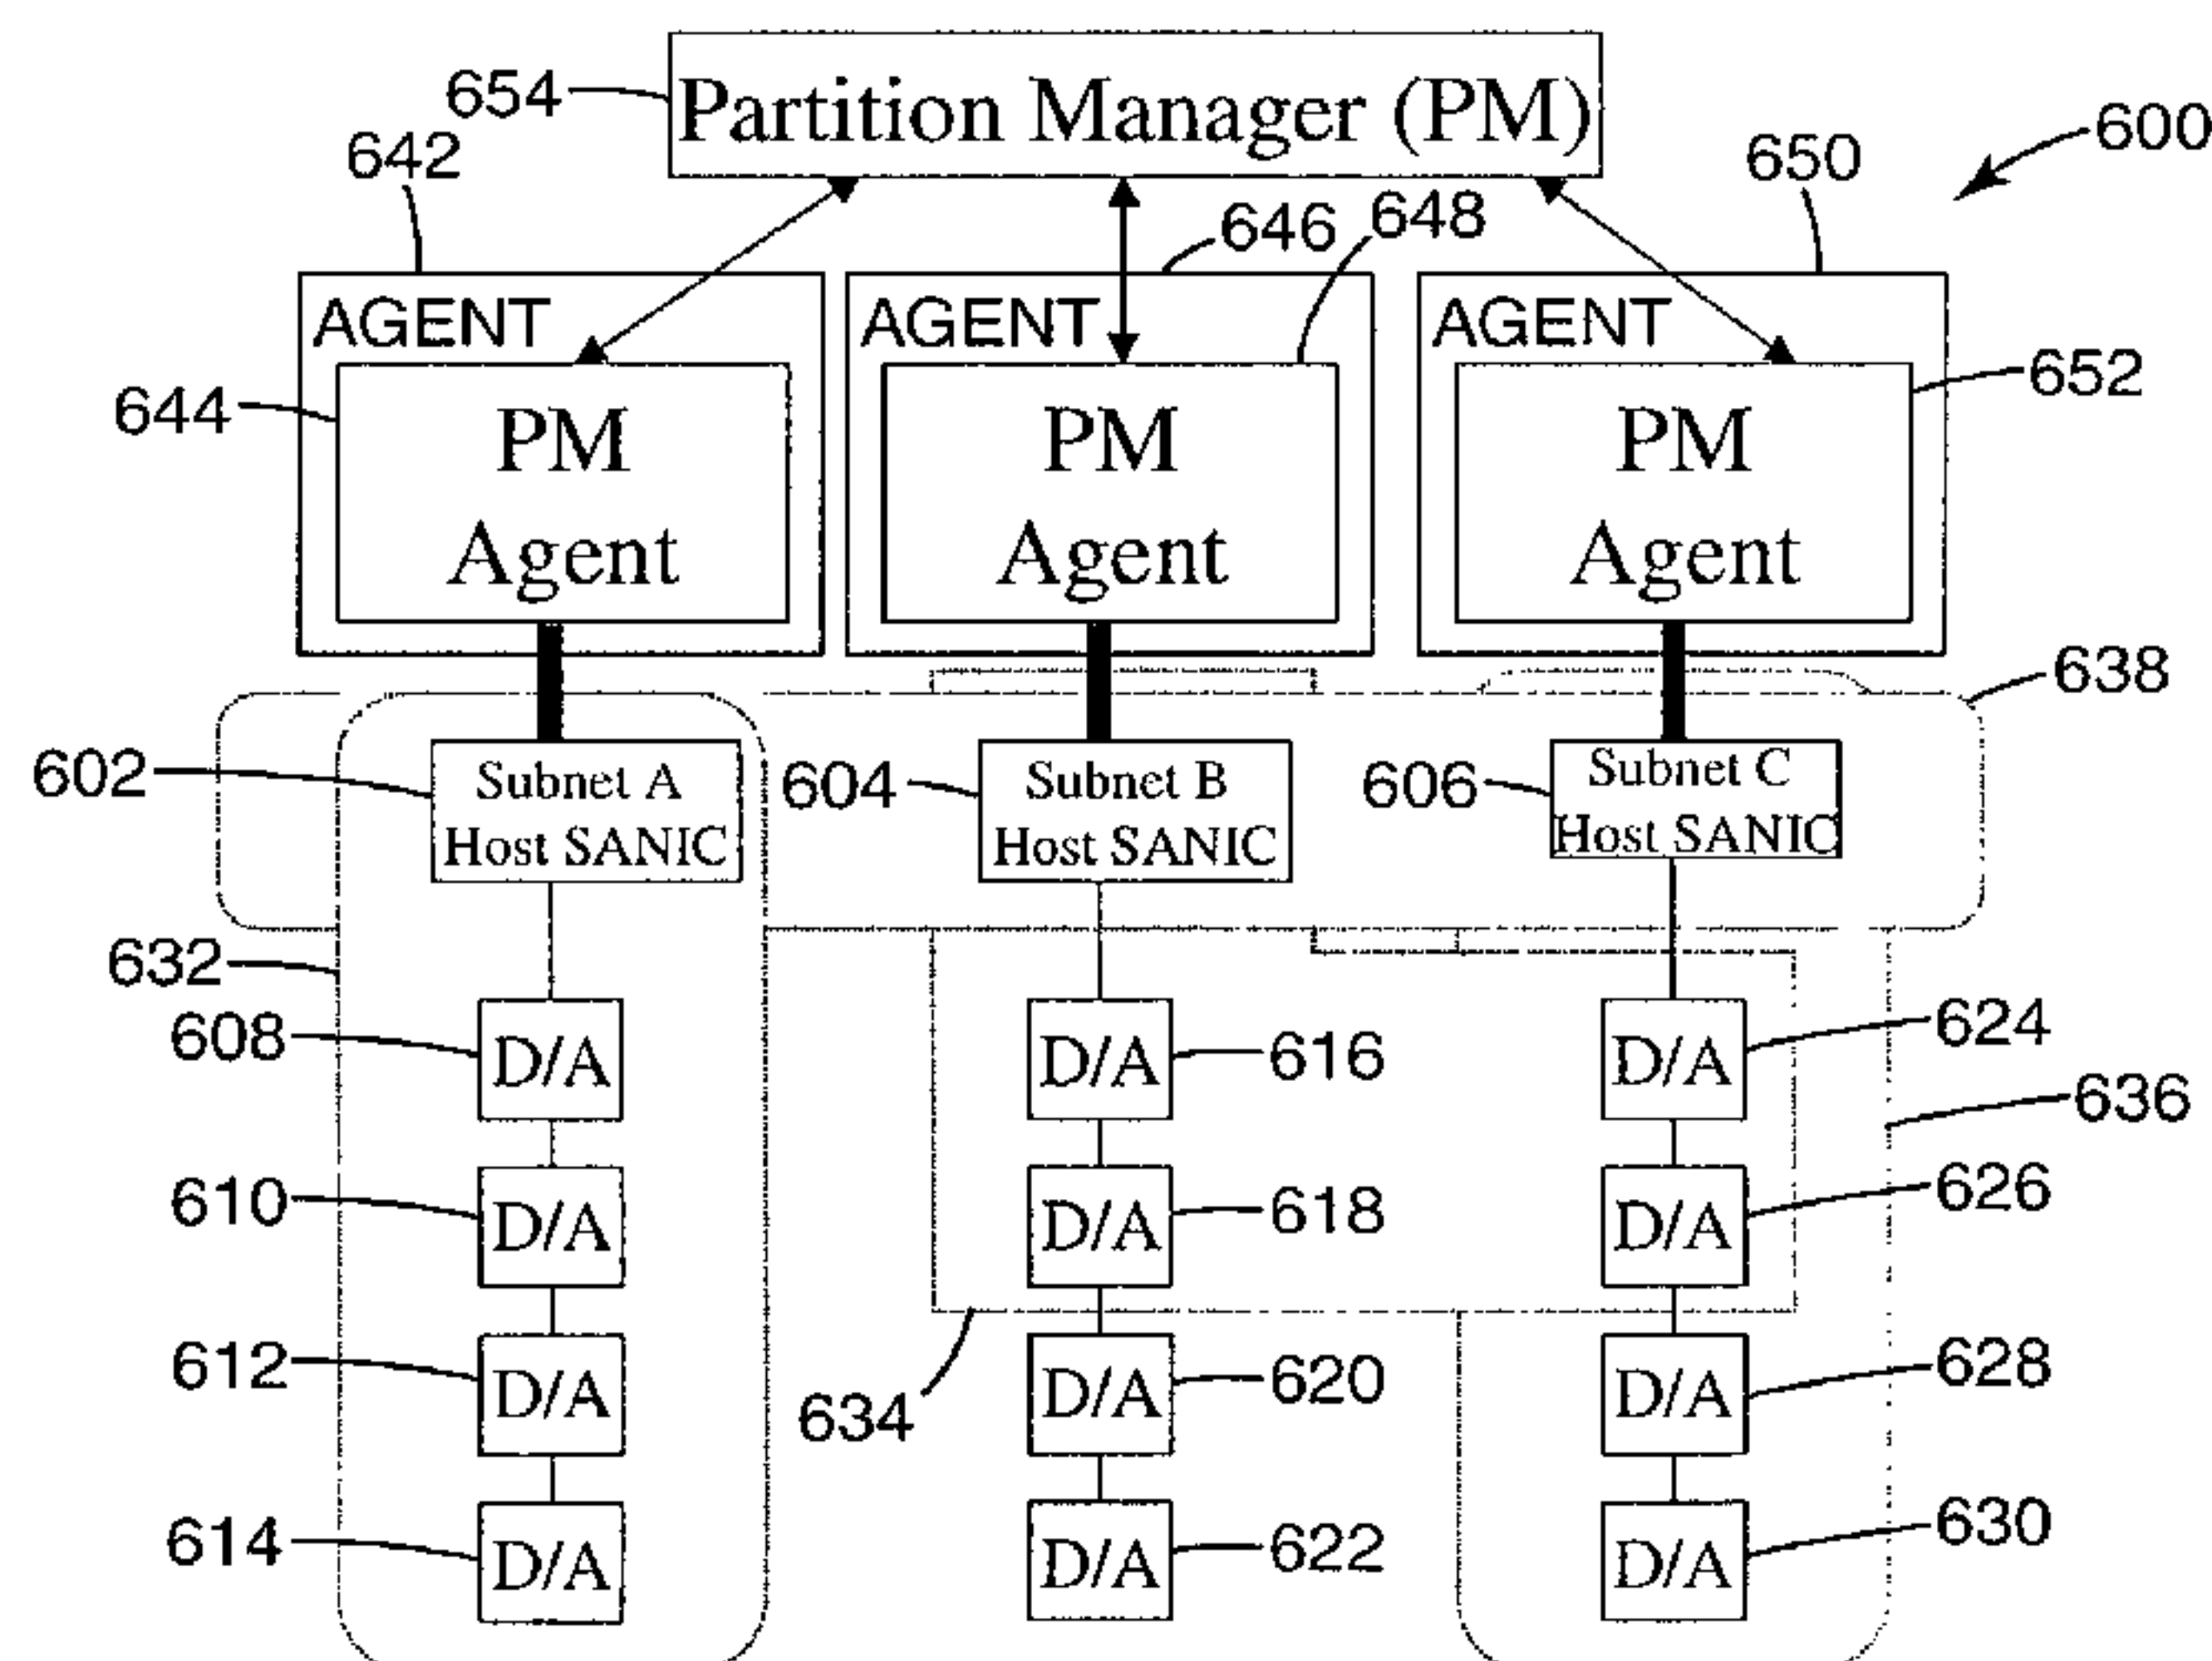 654
Partition Manager (PM)
600
642
650
646
648
AGENT
AGENT
AGENT
652
644
PM
Agent
PM
Agent
PM
Agent
638
602
Subnet A
Host SANIC
604
Subnet B
Host SANIC
606
Subnet C
Host SANIC
632
608
D/A
D/A
616
D/A
624
636
610
D/A
D/A
618
D/A
626
612
D/A
634
D/A
620
D/A
628
614
D/A
D/A
622
D/A
630